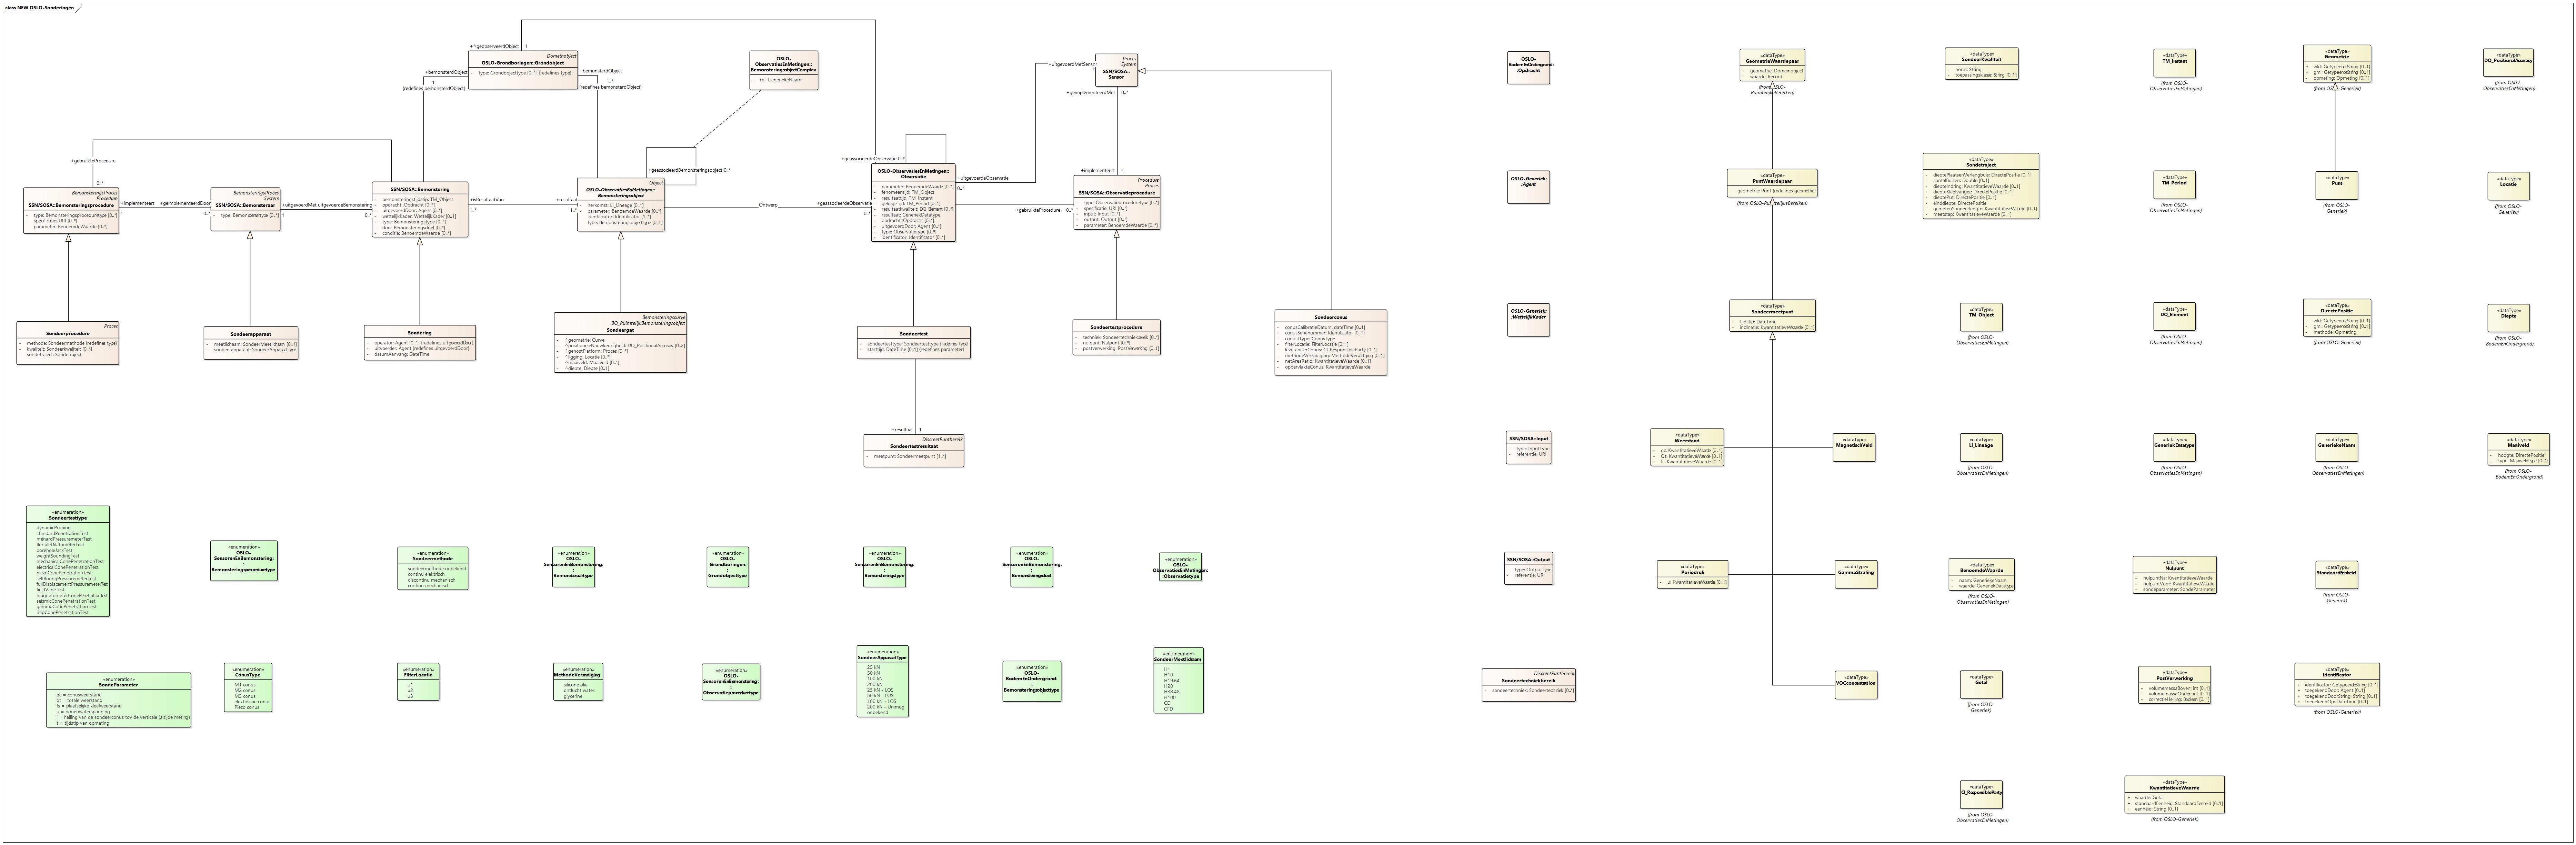 class NEW OSLO-Sonderingen
+^geobserveerdObject
1
Domeinobject
OSLO-Grondboringen::Grondobject
- type: Grondobjecttype [0..1] {redefines type}
+bemonsterdObject
1
{redefines bemonsterdObject}
+bemonsterdObject
1..*
{redefines bemonsterdObject}
OSLO-
ObservatiesEnMetingen::
BemonsteringsobjectComplex
- rol: GeneriekeNaam
Proces
System
SSN/SOSA::
Sensor
+uitgevoerdMetSensor
1
+geïmplementeerdMet
0..*
+gebruikteProcedure
0..*
BemonsteringsProces
Procedure
SSN/SOSA::Bemonsteringsprocedure
- type: Bemonsteringsproceduretype [0..*]
- specificatie: URI [0..*]
- parameter: BenoemdeWaarde [0..*]
+implementeert
1
+geïmplementeerdDoor
0..*
BemonsteringsProces
System
SSN/SOSA::Bemonsteraar
- type: Bemonsteraartype [0..*]
+uitgevoerdMet
1
+uitgevoerdeBemonstering
0..*
SSN/SOSA::Bemonstering
- bemonsteringstijdstip: TM_Object
- opdracht: Opdracht [0..*]
- uitgevoerdDoor: Agent [0..*]
- wettelijkKader: WettelijkKader [0..1]
- type: Bemonsteringstype [0..*]
- doel: Bemonsteringsdoel [0..*]
- conditie: BenoemdeWaarde [0..*]
+isResultaatVan
1..*
+resultaat
1..*
Object
OSLO-ObservatiesEnMetingen::
Bemonsteringsobject
- herkomst: LI_Lineage [0..1]
- parameter: BenoemdeWaarde [0..*]
- identificator: Identificator [1..*]
- type: Bemonsteringsobjecttype [0..1]
+geassocieerdBemonsteringsobject 0..*
Ontwerp
+geassocieerdeObservatie 0..*
+geassocieerdeObservatie
0..*
OSLO-ObservatiesEnMetingen::
Observatie
- parameter: BenoemdeWaarde [0..*]
- fenomeentijd: TM_Object
- resultaattijd: TM_Instant
- geldigeTijd: TM_Period [0..1]
- resultaatkwaliteit: DQ_Element [0..*]
- resultaat: GeneriekDatatype
- opdracht: Opdracht [0..*]
- uitgevoerdDoor: Agent [0..*]
- type: Observatietype [0..*]
- identificator: Identificator [0..*]
+uitgevoerdeObservatie
0..*
+gebruikteProcedure
0..*
+implementeert
1
Procedure
Proces
SSN/SOSA::Observatieprocedure
- type: Observatieproceduretype [0..*]
- specificatie: URI [0..*]
- input: Input [0..*]
- output: Output [0..*]
- parameter: BenoemdeWaarde [0..*]
Proces
Sondeerprocedure
- methode: Sondeermethode {redefines type}
- kwaliteit: Sondeerkwaliteit [0..*]
- sondetraject: Sondetraject
Sondeerapparaat
- meetlichaam: SondeerMeetlichaam [0..1]
- sondeerapparaat: SondeerApparaatType
Sondering
- operator: Agent [0..1] {redefines uitgevoerdDoor}
- uitvoerder: Agent {redefines uitgevoerdDoor}
- datumAanvang: DateTime
Bemonsteringscurve
BO_RuimtelijkBemonsteringsobject
Sondeergat
- ^geometrie: Curve
- ^positioneleNauwkeurigheid: DQ_PositionalAccuracy [0..2]
- ^gehostPlatform: Proces [0..*]
- ^ligging: Locatie [0..*]
- ^maaiveld: Maaiveld [0..*]
- ^diepte: Diepte [0..1]
Sondeertest
- sondeertesttype: Sondeertesttype {redefines type}
- starttijd: DateTime [0..1] {redefines parameter}
Sondeertestprocedure
- techniek: Sondeertechniekbereik [0..*]
- nulpunt: Nulpunt [0..*]
- postverwerking: PostVerwerking [0..1]
Sondeerconus
- conusCalibratieDatum: dateTime [0..1]
- conusSerienummer: Identificator [0..1]
- conustType: ConusType
- filterLocatie: FilterLocatie [0..1]
- leverancierConus: CI_Responsible_Party [0..1]
- methodeVerzadiging: MethodeVerzadiging [0..1]
- netAreaRatio: KwantitatieveWaarde [0..1]
- oppervlakteConus: KwantitatieveWaarde
+resultaat
1
DiscreetPuntbereik
Sondeertestresultaat
- meetpunt: Sondeermeetpunt [1..*]
OSLO-
BodemEnOndergrond:
:Opdracht
OSLO-Generiek:
:Agent
OSLO-Generiek:
:WettelijkKader
SSN/SOSA::Input
- type: InputType
- referentie: URI
SSN/SOSA::Output
- type: OutputType
- referentie: URI
DiscreetPuntbereik
Sondeertechniekbereik
- sondeertechniek: Sondeertechniek [0..*]
«dataType»
GeometrieWaardepaar
- geometrie: Domeinobject
- waarde: Record
(from OSLO-
RuimtelijkeBereiken)
«dataType»
PuntWaardepaar
- geometrie: Punt {redefines geometrie}
(from OSLO-RuimtelijkeBereiken)
«dataType»
Sondeermeetpunt
- tijdstip: DateTime
- inclinatie: KwantitatieveWaarde [0..1]
«dataType»
Weerstand
- qc: KwantitatieveWaarde [0..1]
- Qt: KwantitatieveWaarde [0..1]
- fs: KwantitatieveWaarde [0..1]
«dataType»
MagnetischVeld
«dataType»
Poriedruk
- u: KwantitatieveWaarde [0..1]
«dataType»
GammaStraling
«dataType»
VOCconcentration
«dataType»
SondeerKwaliteit
- norm: String
- toepassingsklasse: String [0..1]
«dataType»
Sondetraject
- dieptePlaatsenVerlengbuis: DirectePositie [0..1]
- aantalBuizen: Double [0..1]
- diepteIndring: KwantitatieveWaarde [0..1]
- diepteKleefvanger: DirectePositie [0..1]
- dieptePut: DirectePositie [0..1]
- einddiepte: DirectePositie
- gemetenSondeerlengte: KwantitatieveWaarde [0..1]
- meetstap: KwantitatieveWaarde [0..1]
«dataType»
TM_Object
(from OSLO-
ObservatiesEnMetingen)
«dataType»
LI_Lineage
(from OSLO-
ObservatiesEnMetingen)
«dataType»
BenoemdeWaarde
- naam: GeneriekeNaam
- waarde: GeneriekDatatype
(from OSLO-
ObservatiesEnMetingen)
«dataType»
Getal
(from OSLO-
Generiek)
«dataType»
CI_ResponsibleParty
(from OSLO-
ObservatiesEnMetingen)
«dataType»
TM_Instant
(from OSLO-
ObservatiesEnMetingen)
«dataType»
TM_Period
(from OSLO-
ObservatiesEnMetingen)
«dataType»
DQ_Element
(from OSLO-
ObservatiesEnMetingen)
«dataType»
GeneriekDatatype
(from OSLO-
ObservatiesEnMetingen)
«dataType»
Nulpunt
- nulpuntNa: KwantitatieveWaarde
- nulpuntVoor: KwantitatieveWaarde
- sondeparameter: SondeParameter
«dataType»
PostVerwerking
- volumemassaBoven: int [0..1]
- volumemassaOnder: int [0..1]
- correctieHelling: Boolean [0..1]
«dataType»
KwantitatieveWaarde
+ waarde: Getal
+ standaardEenheid: StandaardEenheid [0..1]
+ eenheid: String [0..1]
(from OSLO-Generiek)
«dataType»
Geometrie
+ wkt: GetypeerdeString [0..1]
+ gml: GetypeerdeString [0..1]
- opmeting: Opmeting [0..1]
(from OSLO-Generiek)
«dataType»
Punt
(from OSLO-
Generiek)
«dataType»
DirectePositie
- wkt: GetypeerdeString [0..1]
- gml: GetypeerdeString [0..1]
- methode: Opmeting
(from OSLO-Generiek)
«dataType»
GeneriekeNaam
(from OSLO-
ObservatiesEnMetingen)
«dataType»
StandaardEenheid
(from OSLO-
Generiek)
«dataType»
Identificator
+ identificator: GetypeerdeString [0..1]
+ toegekendDoor: Agent [0..1]
+ toegekendDoorString: String [0..1]
+ toegekendOp: DateTime [0..1]
(from OSLO-Generiek)
«dataType»
DQ_PositionalAccuracy
(from OSLO-
ObservatiesEnMetingen)
«dataType»
Locatie
(from OSLO-
Generiek)
«dataType»
Diepte
(from OSLO-
BodemEnOndergrond)
«dataType»
Maaiveld
- hoogte: DirectePositie
- type: Maaiveldtype [0..1]
(from OSLO-
BodemEnOndergrond)
«enumeration»
Sondeertesttype
dynamicProbing
standardPenetrationTest
menardPressuremeterTest
flexibleDilatometerTest
boreholeJackTest
weightSoundingTest
mechanicalConePenetrationTest
electricalConePenetrationTest
piezoConePenetrationTest
selfBoringPressuremeterTest
fullDisplacementPressuremeterTest
fieldVaneTest
magnetometerConePenetrationTest
seismicConePenetrationTest
gammaConePenetrationTest
mipConePenetrationTest
«enumeration»
OSLO-
SensorenEnBemonstering:
:
Bemonsteringsproceduretype
«enumeration»
Sondeermethode
sondeermethode onbekend
continu elektrisch
discontinu mechanisch
continu mechanisch
«enumeration»
OSLO-
SensorenEnBemonstering:
:
Bemonsteraartype
«enumeration»
OSLO-
Grondboringen:
:
Grondobjecttype
«enumeration»
OSLO-
SensorenEnBemonstering:
:
Bemonsteringstype
«enumeration»
OSLO-
SensorenEnBemonstering:
:
Bemonsteringsdoel
«enumeration»
OSLO-
ObservatiesEnMetingen:
:Observatietype
«enumeration»
SondeParameter
qc = conusweerstand
qt = totale weerstand
fs = plaatselijke kleefweerstand
u = porienwaterspanning
i = helling van de sondeerconus tov de verticale (atzijde meting)
t = tijdstip van opmeting
«enumeration»
ConusType
M1 conus
M2 conus
M3 conus
elektrische conus
Piezo conus
«enumeration»
FilterLocatie
u1
u2
u3
«enumeration»
MethodeVerzadiging
silicone olie
ontlucht water
glycerine
«enumeration»
OSLO-
SensorenEnBemonstering:
:
Observatieproceduretype
«enumeration»
SondeerApparaatType
25 kN
50 kN
100 kN
200 kN
25 kN - LOS
50 kN - LOS
100 kN - LOS
200 kN - Unimog
onbekend
«enumeration»
OSLO-
BodemEnOndergrond:
:
Bemonsteringsobjecttype
«enumeration»
SondeerMeetlichaam
H1
H10
H19.64
H20
H38.48
H100
CD
CFD